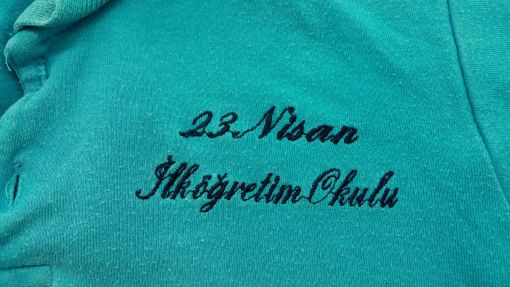 23 Nisan
İlköğretim Okulu